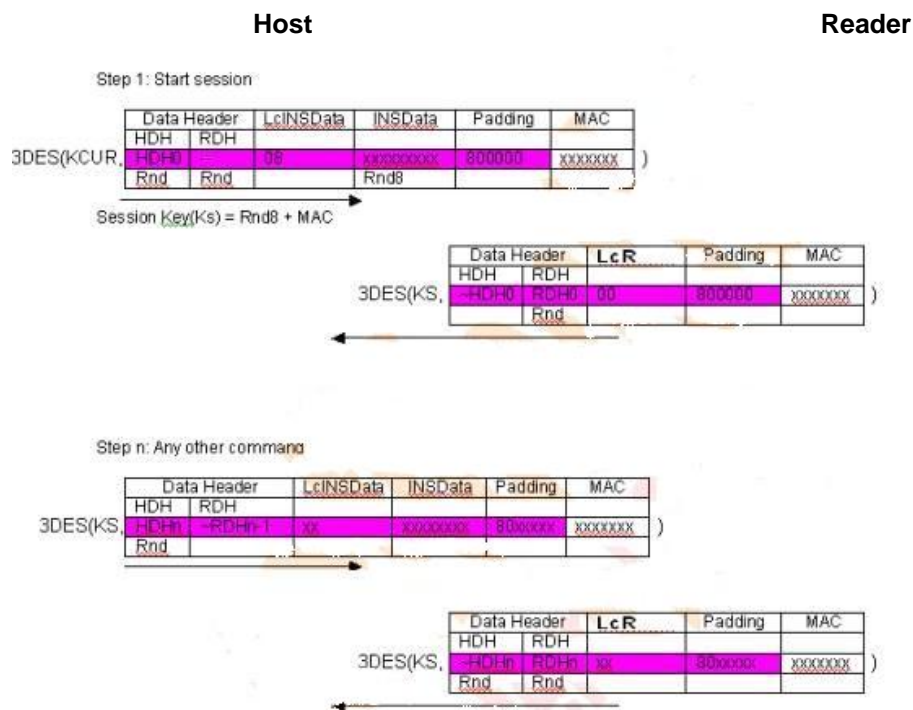 Host Reader
Step 1: Start session
Data Header LcINSData INSData Padding MAC
HDH RDH
3DES(KCUR, HDH0 -- 08 xxxxxxxxx 800000 xxxxxxx )
Rnd Rnd Rnd8
Session Key(Ks) = Rnd8 + MAC
Data Header LcR Padding MAC
HDH RDH
3DES(KS, ~HDH0 RDH0 00 800000 xxxxxxx )
Rnd
Step n: Any other command
Data Header LcINSData INSData Padding MAC
HDH RDH
3DES(KS, HDHn ~RDHn-1 xx xxxxxxxx 80xxxxx xxxxxxx )
Rnd
Data Header LcR Padding MAC
HDH RDH
3DES(KS, ~HDHn RDHn xx 80xxxxx xxxxxxx )
Rnd Rnd